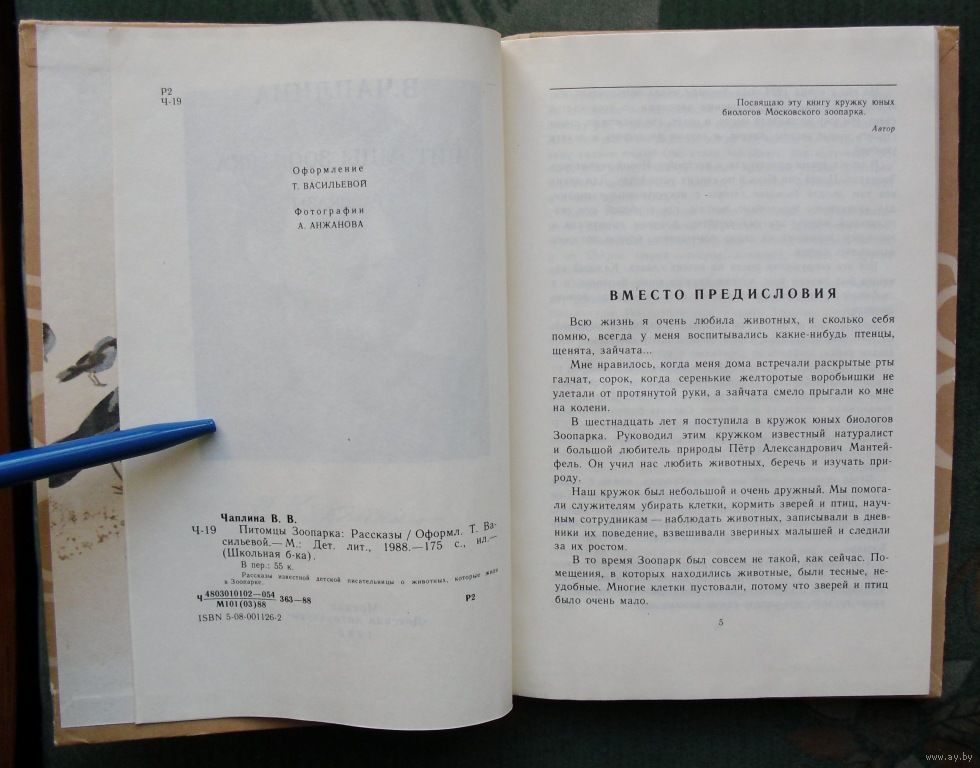 Р2
Ч-19
Оформление
Т. ВАСИЛЬЕВОЙ
Фотографии
А. АНЖАНОВА
Чаплина В. В.
Ч-19 Питомцы Зоопарка: Рассказы / Оформл. Т. Ва-
сильевой.— М.: Дет. лит., 1988.—175 с., ил.—
(Школьная б-ка).
В пер.: 55 к.
Рассказы известной детской писательницы о животных, которые жили
в Зоопарке.
Ч 4803010102—054 363—88 Р2
М101(03)88
ISBN 5-08-001126-2
Посвящаю эту книгу кружку юных
биологов Московского зоопарка.
Автор
ВМЕСТО ПРЕДИСЛОВИЯ
Всю жизнь я очень любила животных, и сколько себя
помню, всегда у меня воспитывались какие-нибудь птенцы,
щенята, зайчата...
Мне нравилось, когда меня дома встречали раскрытые рты
галчат, сорок, когда серенькие желторотые воробьишки не
улетали от протянутой руки, а зайчата смело прыгали ко мне
на колени.
В шестнадцать лет я поступила в кружок юных биологов
Зоопарка. Руководил этим кружком известный натуралист
и большой любитель природы Пётр Александрович Мантей-
фель. Он учил нас любить животных, беречь и изучать при-
роду.
Наш кружок был небольшой и очень дружный. Мы помога-
ли служителям убирать клетки, кормить зверей и птиц, науч-
ным сотрудникам — наблюдать животных, записывали в днев-
ники их поведение, взвешивали звериных малышей и следили
за их ростом.
В то время Зоопарк был совсем не такой, как сейчас. По-
мещения, в которых находились животные, были тесные, не-
удобные. Многие клетки пустовали, потому что зверей и птиц
было очень мало.
5
www.ay.by